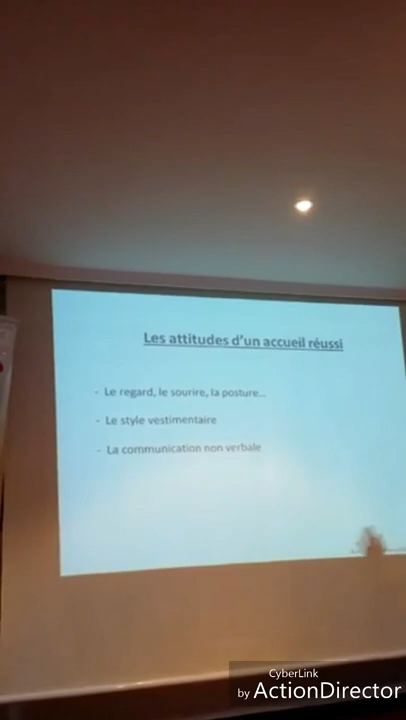 Les attitudes d'un accueil réussi
- Le regard, le sourire, la posture...
- Le style vestimentaire
- La communication non verbale
CyberLink
by ActionDirector